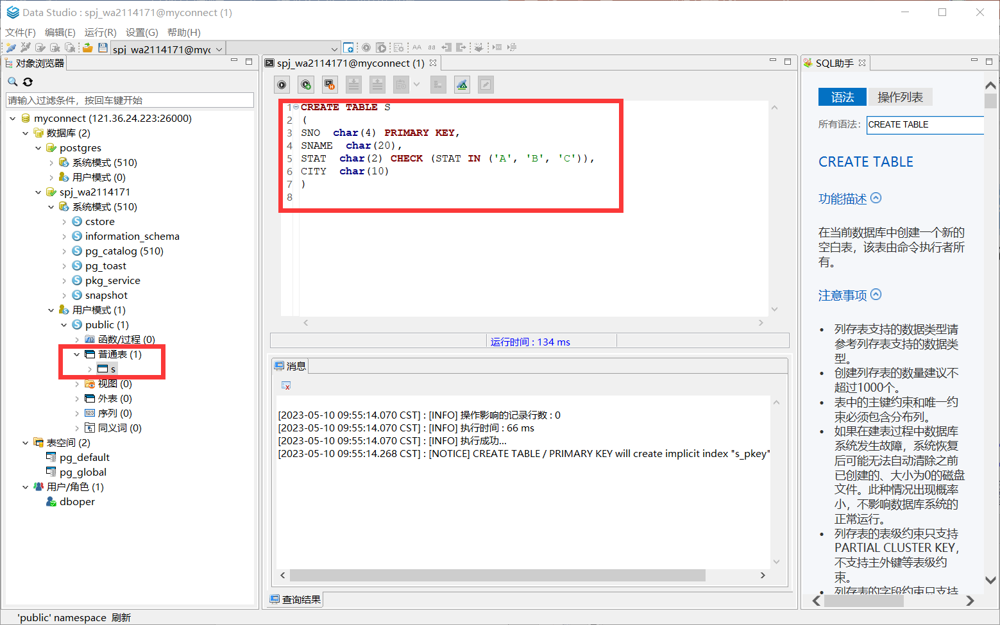 Data Studio : spj_wa2114171@myconnect (1)
文件(F) 编辑(E) 运行(R) 设置(G) 帮助(H)
spj_wa2114171@myc
AA aa
对象浏览器
请输入过滤条件，按回车键开始
myconnect (121.36.24.223:26000)
数据库 (2)
postgres
系统模式 (510)
用户模式 (0)
spj_wa2114171
系统模式 (510)
cstore
information_schema
pg_catalog (510)
pg_toast
pkg_service
snapshot
用户模式 (1)
public (1)
函数/过程 (0)
普通表 (1)
s
视图 (0)
外表 (0)
序列 (0)
同义词 (0)
表空间 (2)
pg_default
pg_global
用户/角色 (1)
dboper
spj_wa2114171@myconnect (1)
1 CREATE TABLE S
2 (
3 SNO char(4) PRIMARY KEY,
4 SNAME char(20),
5 STAT char(2) CHECK (STAT IN ('A', 'B', 'C')),
6 CITY char(10)
7 )
8
运行时间 : 134 ms
消息
[2023-05-10 09:55:14.070 CST] : [INFO] 操作影响的记录行数 : 0
[2023-05-10 09:55:14.070 CST] : [INFO] 执行时间 : 66 ms
[2023-05-10 09:55:14.070 CST] : [INFO] 执行成功...
[2023-05-10 09:55:14.268 CST] : [NOTICE] CREATE TABLE / PRIMARY KEY will create implicit index "s_pkey"
查询结果
SQL助手
语法 操作列表
所有语法: CREATE TABLE
CREATE TABLE
功能描述
在当前数据库中创建一个新的
空白表，该表由命令执行者所
有。
注意事项
• 列存表支持的数据类型请
参考列存表支持的数据类
型。
• 创建列存表的数量建议不
超过1000个。
• 表中的主键约束和唯一约
束必须包含分布列。
• 如果在建表过程中数据库
系统发生故障，系统恢复
后可能无法自动清除之前
已创建的、大小为0的磁盘
文件。此种情况出现概率
小，不影响数据库系统的
正常运行。
• 列存表的表级约束只支持
PARTIAL CLUSTER KEY，
不支持主外键等表级约
束。
• 列存表的字段约束只支持
'public' namespace 刷新